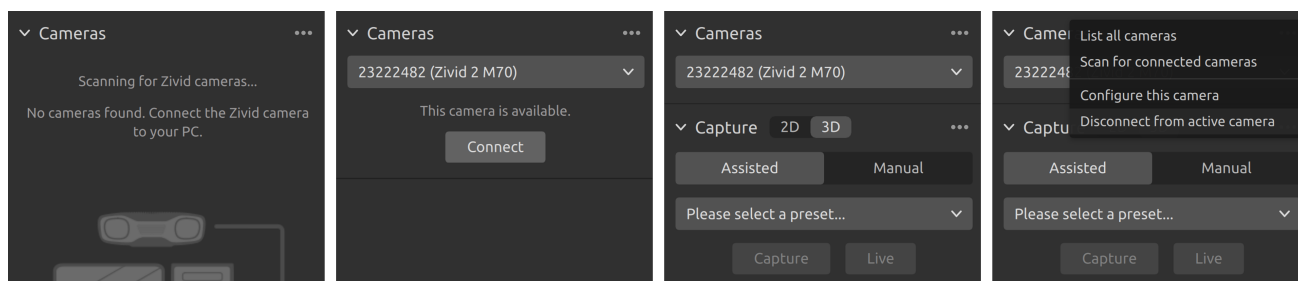 Cameras
Scanning for Zivid cameras...
No cameras found. Connect the Zivid camera
to your PC.
Cameras
23222482 (Zivid 2 M70)
This camera is available.
Connect
Cameras
23222482 (Zivid 2 M70)
Capture 2D 3D
Assisted Manual
Please select a preset...
Capture Live
Camer
List all cameras
Scan for connected cameras
2322248
Configure this camera
Captu
Disconnect from active camera
Assisted Manual
Please select a preset...
Capture Live